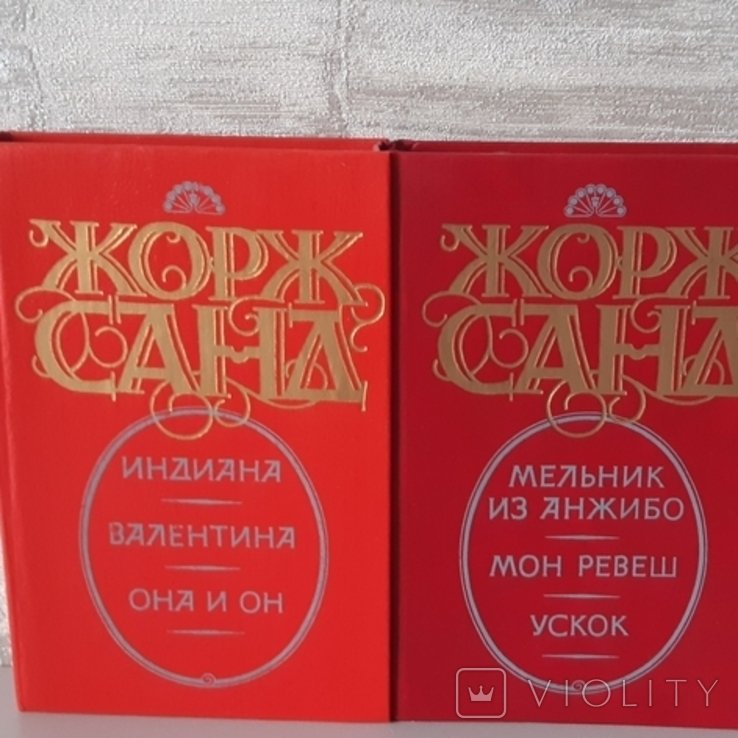 ЖОРЖ
САНД
ИНДИАНА
ВАЛЕНТИНА
ОНА И ОН
ЖОРЖ
САНД
МЕЛЬНИК
ИЗ АНЖИБО
МОН РЕВЕШ
УСКОК
VIOLITY